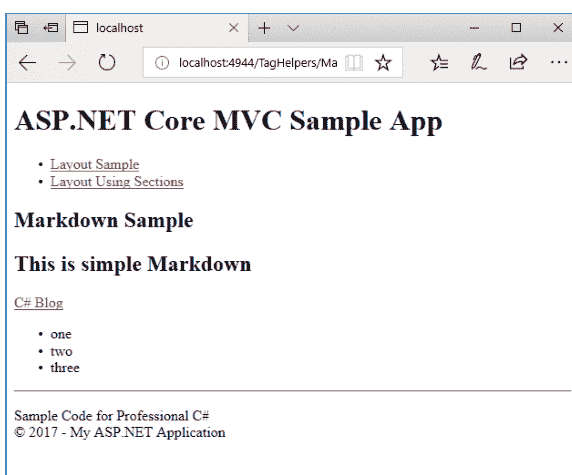 localhost
localhost:4944/TagHelpers/Ma
ASP.NET Core MVC Sample App
• Layout Sample
• Layout Using Sections
Markdown Sample
This is simple Markdown
C# Blog
• one
• two
• three
Sample Code for Professional C#
© 2017 - My ASP.NET Application